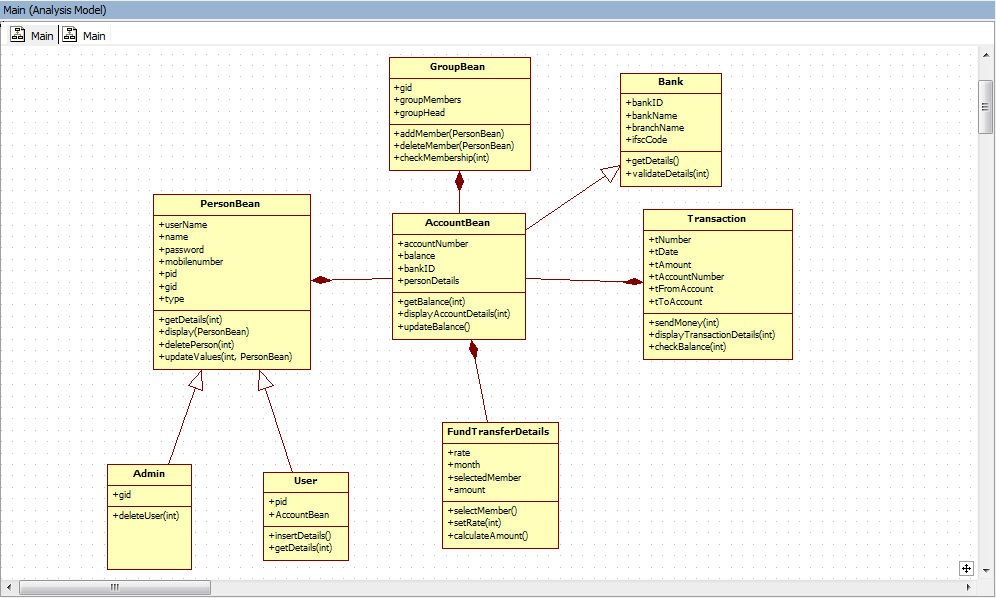 Main (Analysis Model)
Main
Main
GroupBean
+gid
+groupMembers
+groupHead
+addMember(PersonBean)
+deleteMember(PersonBean)
+checkMembership(int)
Bank
+bankID
+bankName
+branchName
+ifscCode
+getDetails()
+validateDetails(int)
PersonBean
+userName
+name
+password
+mobilenumber
+pid
+gid
+type
+getDetails(int)
+display(PersonBean)
+deletePerson(int)
+updateValues(int, PersonBean)
AccountBean
+accountNumber
+balance
+bankID
+personDetails
+getBalance(int)
+displayAccountDetails(int)
+updateBalance()
Transaction
+tNumber
+tDate
+tAmount
+tAccountNumber
+tFromAccount
+tToAccount
+sendMoney(int)
+displayTransactionDetails(int)
+checkBalance(int)
Admin
+gid
+deleteUser(int)
User
+pid
+AccountBean
+insertDetails()
+getDetails(int)
FundTransferDetails
+rate
+month
+selectedMember
+amount
+selectMember()
+setRate(int)
+calculateAmount()